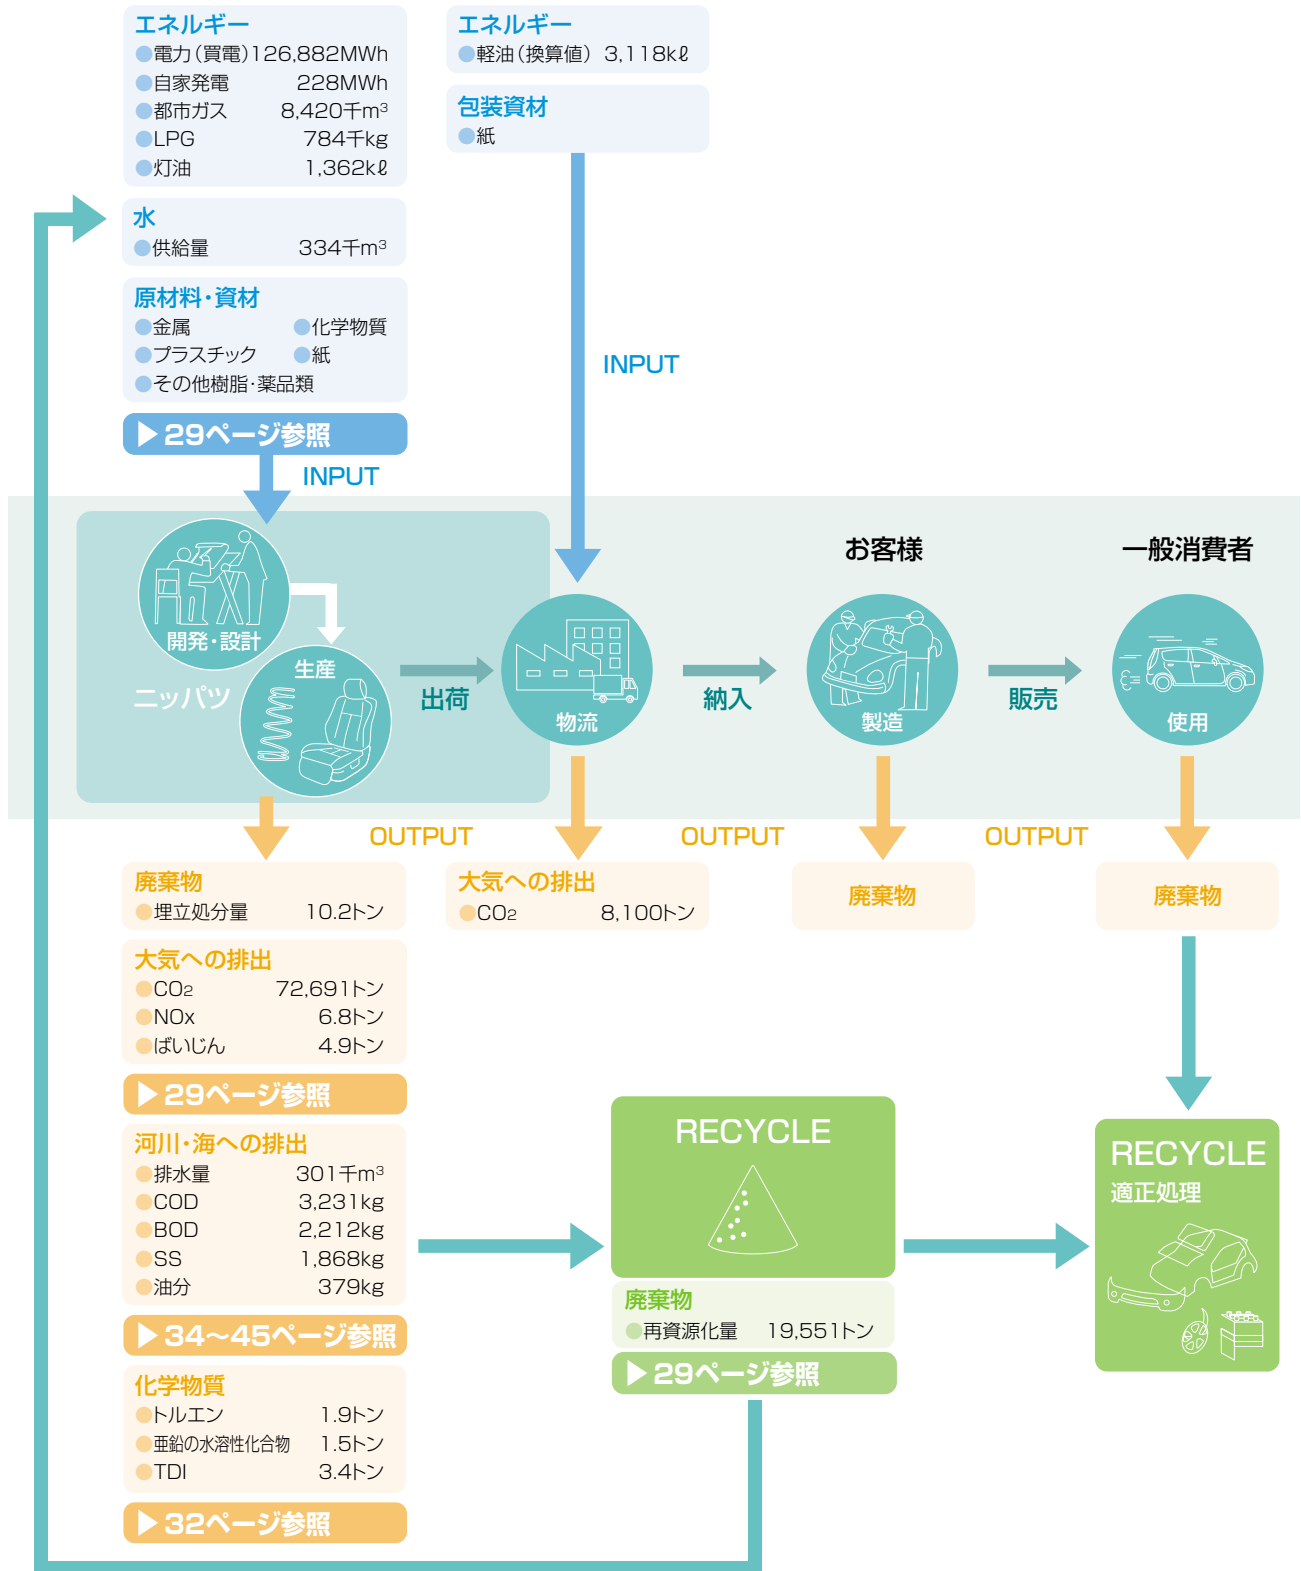 エネルギー
●電力（買電）126,882MWh
●自家発電 228MWh
●都市ガス 8,420千m³
●LPG 784千kg
●灯油 1,362kℓ
水
●供給量 334千m³
原材料・資材
●金属 ●化学物質
●プラスチック ●紙
●その他樹脂・薬品類
▶29ページ参照
INPUT
エネルギー
●軽油（換算値） 3,118kℓ
包装資材
●紙
INPUT
お客様
一般消費者
開発・設計
ニッパツ
生産
出荷
物流
納入
製造
販売
使用
OUTPUT
OUTPUT
OUTPUT
廃棄物
●埋立処分量 10.2トン
大気への排出
●CO₂ 72,691トン
●NOx 6.8トン
●ばいじん 4.9トン
▶29ページ参照
河川・海への排出
●排水量 301千m³
●COD 3,231kg
●BOD 2,212kg
●SS 1,868kg
●油分 379kg
▶34〜45ページ参照
化学物質
●トルエン 1.9トン
●亜鉛の水溶性化合物 1.5トン
●TDI 3.4トン
▶32ページ参照
大気への排出
●CO₂ 8,100トン
廃棄物
廃棄物
RECYCLE
廃棄物
●再資源化量 19,551トン
▶29ページ参照
RECYCLE
適正処理